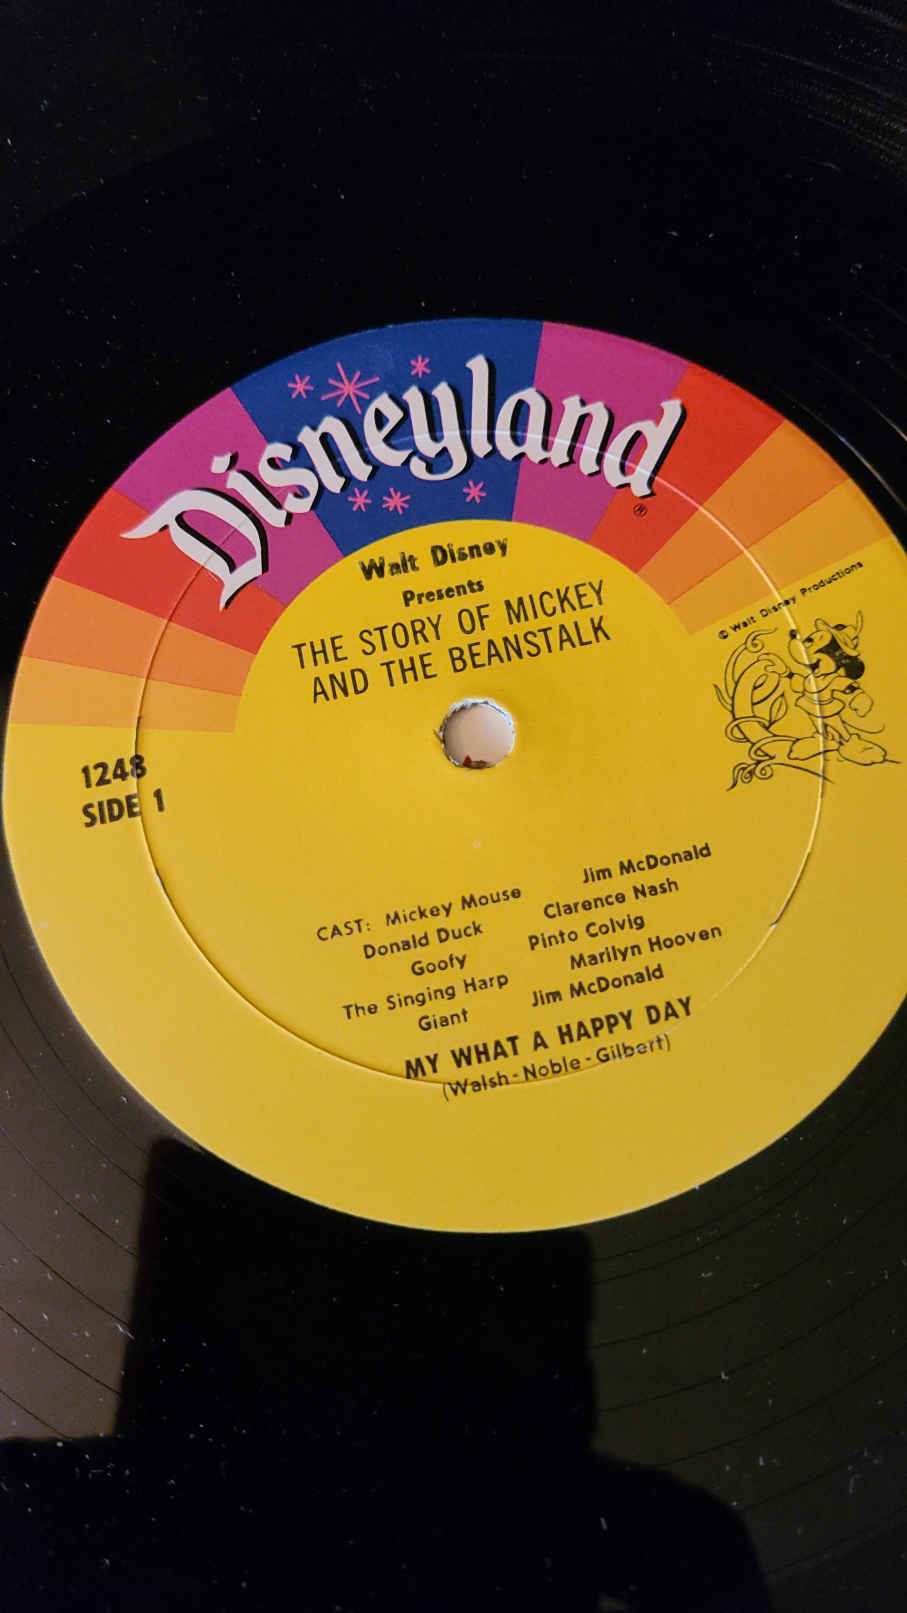 Disneyland
®
Walt Disney
Presents
THE STORY OF MICKEY
AND THE BEANSTALK
© Walt Disney Productions
1248
SIDE 1
CAST: Mickey Mouse Jim McDonald
Donald Duck Clarence Nash
Goofy Pinto Colvig
The Singing Harp Marilyn Hooven
Giant Jim McDonald
MY WHAT A HAPPY DAY
(Walsh - Noble - Gilbert)